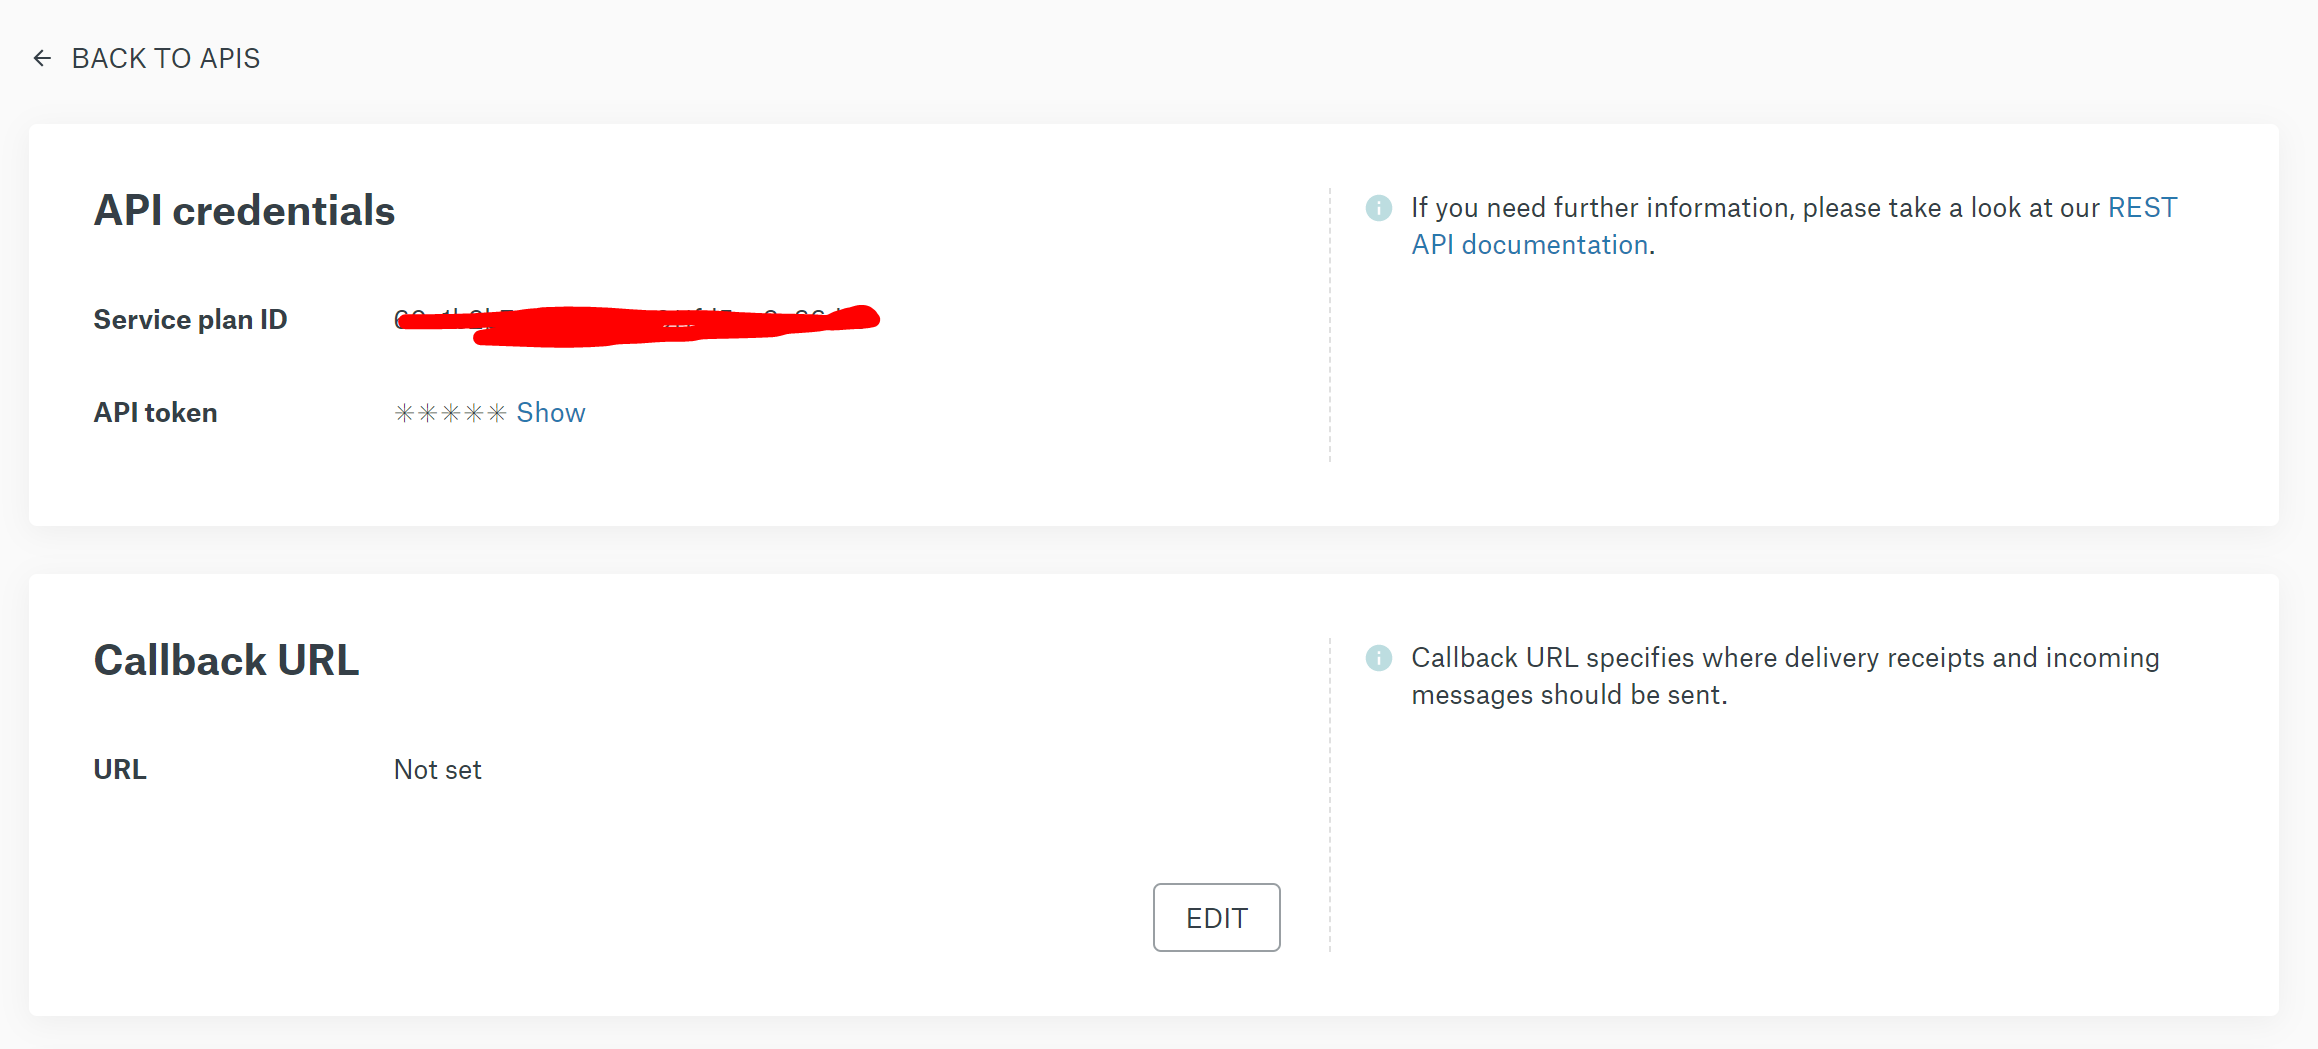 BACK TO APIS
API credentials
If you need further information, please take a look at our REST
API documentation.
Service plan ID
API token
✳✳✳✳✳ Show
Callback URL
Callback URL specifies where delivery receipts and incoming
messages should be sent.
URL
Not set
EDIT